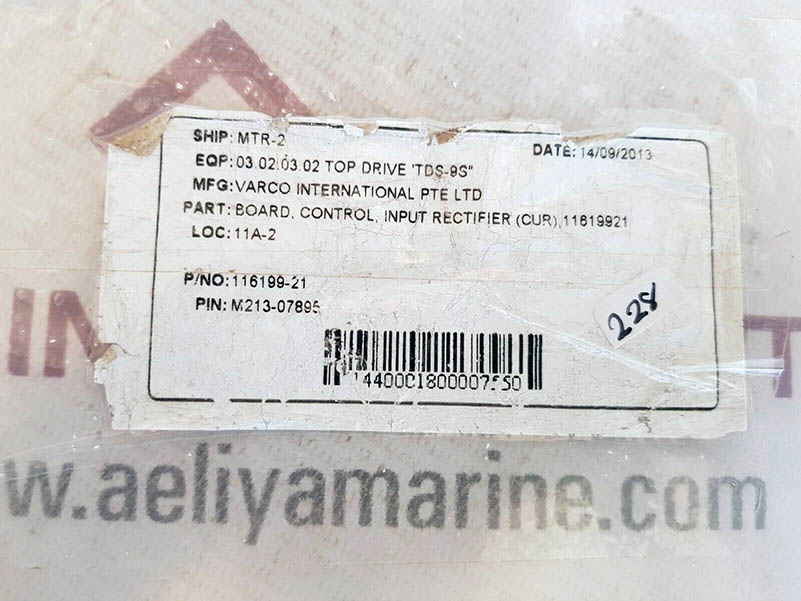 SHIP: MTR-2
DATE: 14/09/2013
EQP: 03.02.03.02 TOP DRIVE 'TDS-9S"
MFG: VARCO INTERNATIONAL PTE LTD
PART: BOARD, CONTROL, INPUT RECTIFIER (CUR),11619921
LOC: 11A-2
P/NO: 116199-21
PIN: M213-07895
228
w.aeliyamarine.com